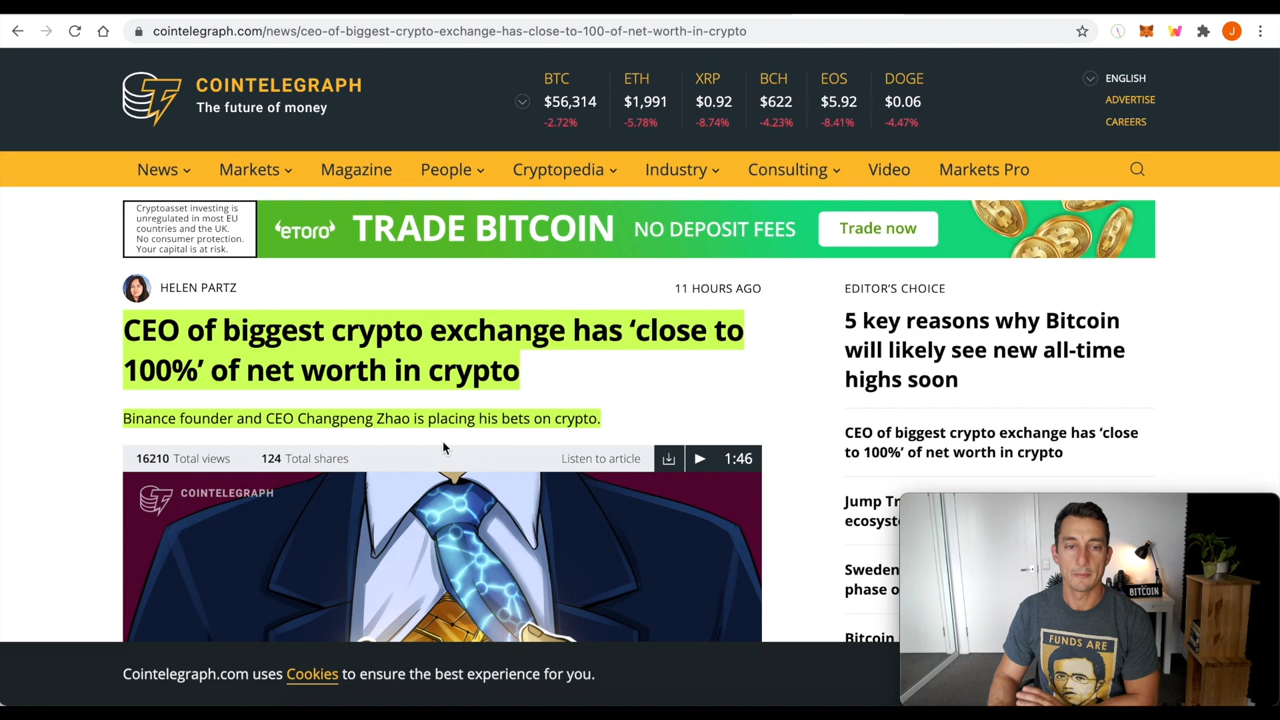 cointelegraph.com/news/ceo-of-biggest-crypto-exchange-has-close-to-100-of-net-worth-in-crypto
J
COINTELEGRAPH
The future of money
BTC ETH XRP BCH EOS DOGE
$56,314 $1,991 $0.92 $622 $5.92 $0.06
-2.72% -5.78% -8.74% -4.23% -8.41% -4.47%
ENGLISH
ADVERTISE
CAREERS
News Markets Magazine People Cryptopedia Industry Consulting Video Markets Pro
Cryptoasset investing is
unregulated in most EU
countries and the UK.
No consumer protection.
Your capital is at risk.
eToro TRADE BITCOIN NO DEPOSIT FEES Trade now
HELEN PARTZ 11 HOURS AGO
CEO of biggest crypto exchange has ‘close to
100%’ of net worth in crypto
Binance founder and CEO Changpeng Zhao is placing his bets on crypto.
16210 Total views 124 Total shares Listen to article 1:46
COINTELEGRAPH
EDITOR’S CHOICE
5 key reasons why Bitcoin
will likely see new all-time
highs soon
CEO of biggest crypto exchange has ‘close
to 100%’ of net worth in crypto
Jump Tr
ecosyst
Sweden
phase o
Bitcoin
BITCOIN
FUNDS ARE
Cointelegraph.com uses Cookies to ensure the best experience for you.